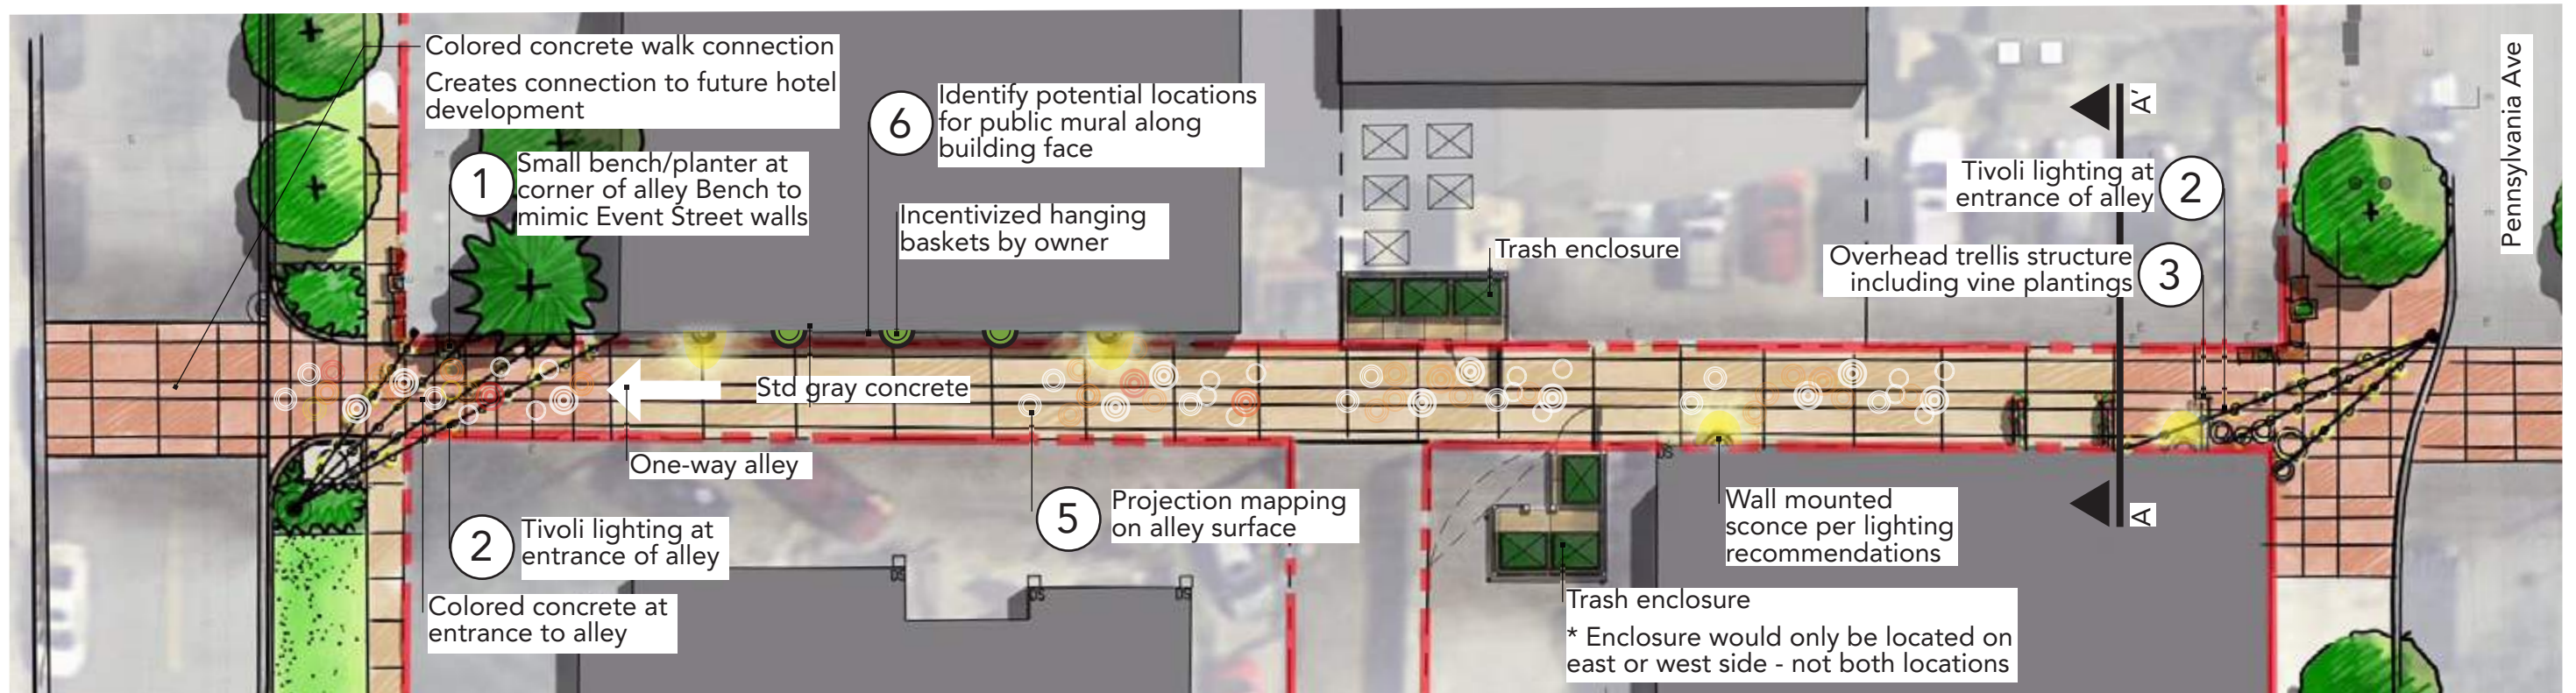 Colored concrete walk connection
Creates connection to future hotel
development
1
Small bench/planter at
corner of alley Bench to
mimic Event Street walls
6
Identify potential locations
for public mural along
building face
Incentivized hanging
baskets by owner
Trash enclosure
Tivoli lighting at
entrance of alley
2
Overhead trellis structure
including vine plantings
3
A'
Pennsylvania Ave
Std gray concrete
One-way alley
2
Tivoli lighting at
entrance of alley
Colored concrete at
entrance to alley
5
Projection mapping
on alley surface
DS
DS
DS
DS
Wall mounted
sconce per lighting
recommendations
A
Trash enclosure
* Enclosure would only be located on
east or west side - not both locations